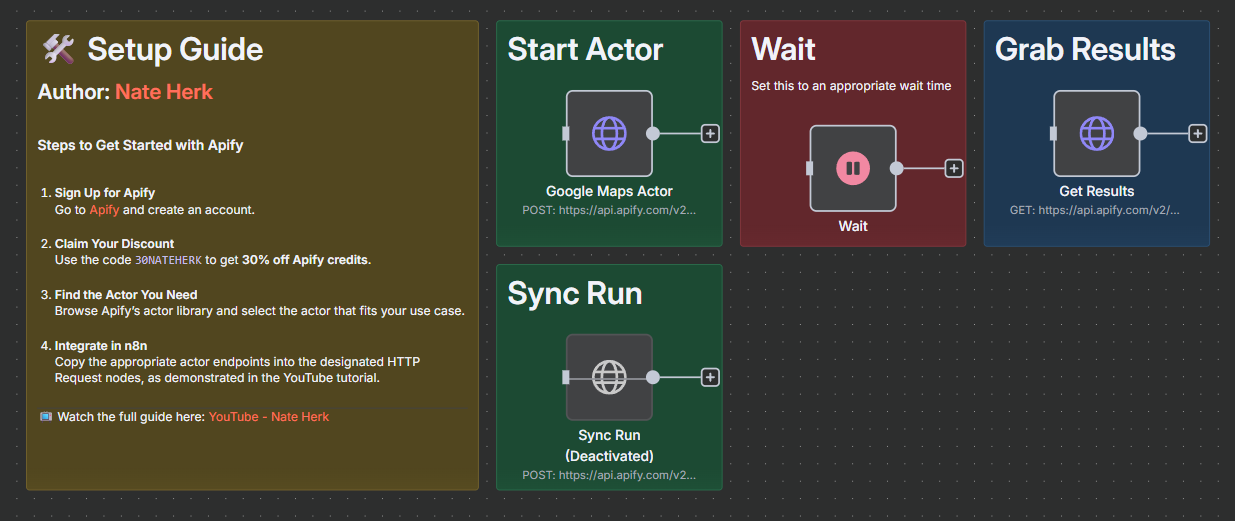 🛠️ Setup Guide
Author: Nate Herk
Steps to Get Started with Apify
1. Sign Up for Apify
Go to Apify and create an account.
2. Claim Your Discount
Use the code 30NATEHERK to get 30% off Apify credits.
3. Find the Actor You Need
Browse Apify's actor library and select the actor that fits your use case.
4. Integrate in n8n
Copy the appropriate actor endpoints into the designated HTTP
Request nodes, as demonstrated in the YouTube tutorial.
Watch the full guide here: YouTube - Nate Herk
Start Actor
Google Maps Actor
POST: https://api.apify.com/v2...
Wait
Set this to an appropriate wait time
Wait
Grab Results
Get Results
GET: https://api.apify.com/v2/...
Sync Run
Sync Run
(Deactivated)
POST: https://api.apify.com/v2...